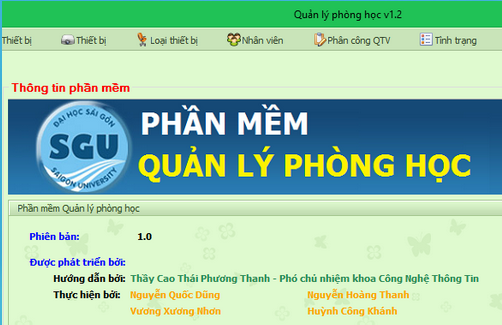 Quản lý phòng học v1.2
Thiết bị Thiết bị Loại thiết bị Nhân viên Phân công QTV Tình trạng
Thông tin phần mềm
ĐẠI HỌC SÀI GÒN
SGU
SAIGON UNIVERSITY
PHẦN MỀM
QUẢN LÝ PHÒNG HỌC
Phần mềm Quản lý phòng học
Phiên bản: 1.0
Được phát triển bởi:
Hướng dẫn bởi: Thầy Cao Thái Phương Thanh - Phó chủ nhiệm khoa Công Nghệ Thông Tin
Thực hiện bởi: Nguyễn Quốc Dũng Nguyễn Hoàng Thanh
Vương Xương Nhơn Huỳnh Công Khánh